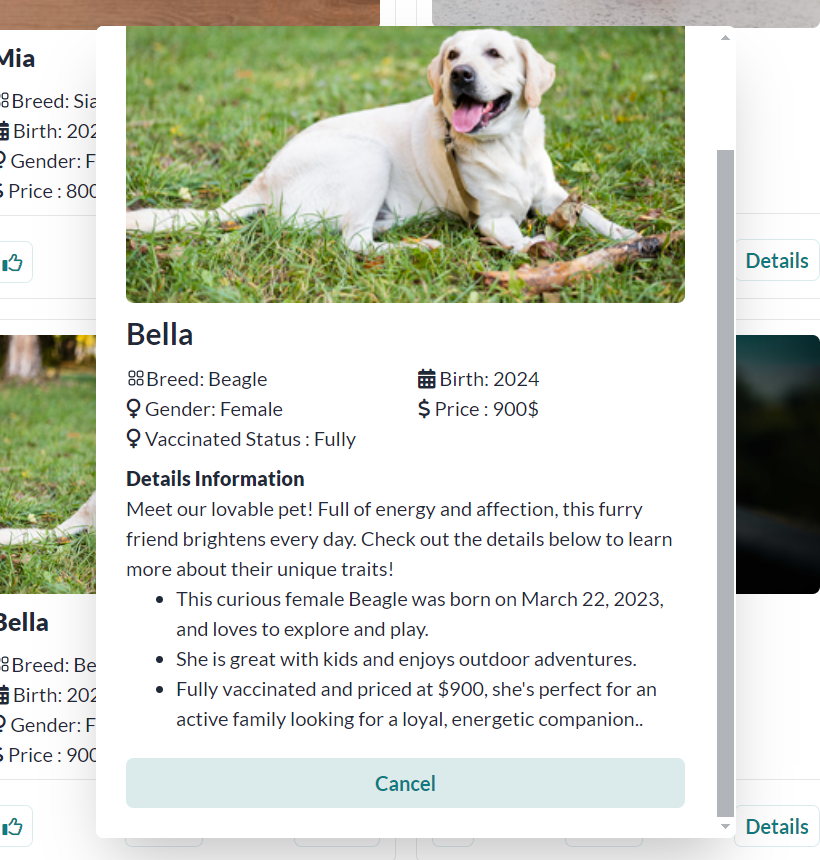 Mia
Breed: Sia
Birth: 202
Gender: F
Price : 800
Details
Bella
Breed: Beagle
Birth: 2024
Gender: Female
Price : 900$
Vaccinated Status : Fully
Details Information
Meet our lovable pet! Full of energy and affection, this furry
friend brightens every day. Check out the details below to learn
more about their unique traits!
This curious female Beagle was born on March 22, 2023,
and loves to explore and play.
She is great with kids and enjoys outdoor adventures.
Fully vaccinated and priced at $900, she's perfect for an
active family looking for a loyal, energetic companion..
Cancel
Bella
Breed: Be
Birth: 202
Gender: F
Price : 900
Details